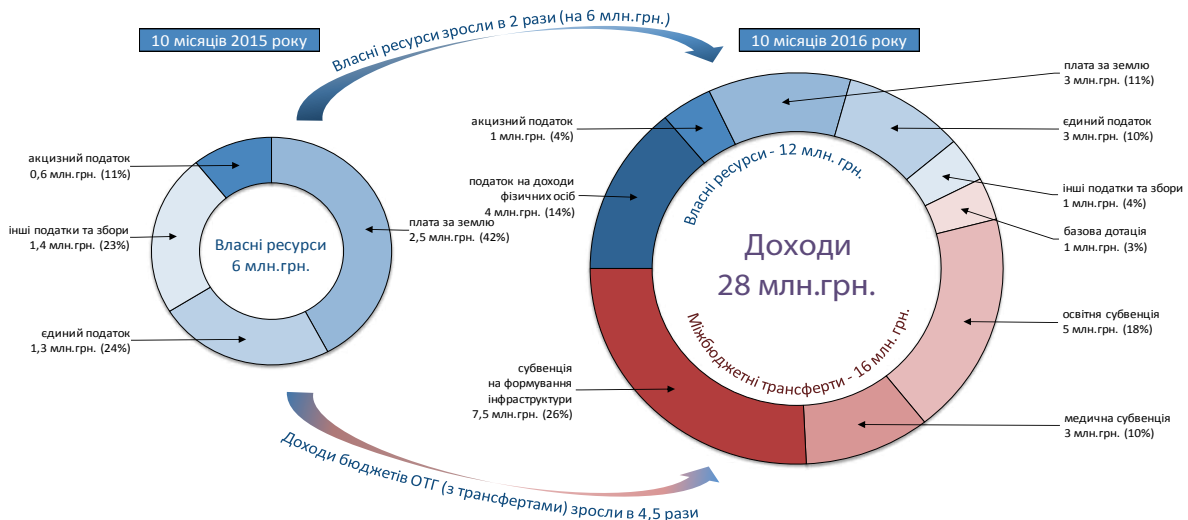 10 місяців 2015 року
Власні ресурси зросли в 2 рази (на 6 млн.грн.)
10 місяців 2016 року
акцизний податок
0,6 млн.грн. (11%)
інші податки та збори
1,4 млн.грн. (23%)
єдиний податок
1,3 млн.грн. (24%)
плата за землю
2,5 млн.грн. (42%)
Власні ресурси
6 млн.грн.
акцизний податок
1 млн.грн. (4%)
податок на доходи
фізичних осіб
4 млн.грн. (14%)
субвенція
на формування
інфраструктури
7,5 млн.грн. (26%)
Власні ресурси - 12 млн. грн.
Доходи
28 млн.грн.
Міжбюджетні трансферти - 16 млн. грн.
плата за землю
3 млн.грн. (11%)
єдиний податок
3 млн.грн. (10%)
інші податки та збори
1 млн.грн. (4%)
базова дотація
1 млн.грн. (3%)
освітня субвенція
5 млн.грн. (18%)
медична субвенція
3 млн.грн. (10%)
Доходи бюджетів ОТГ (з трансфертами) зросли в 4,5 рази